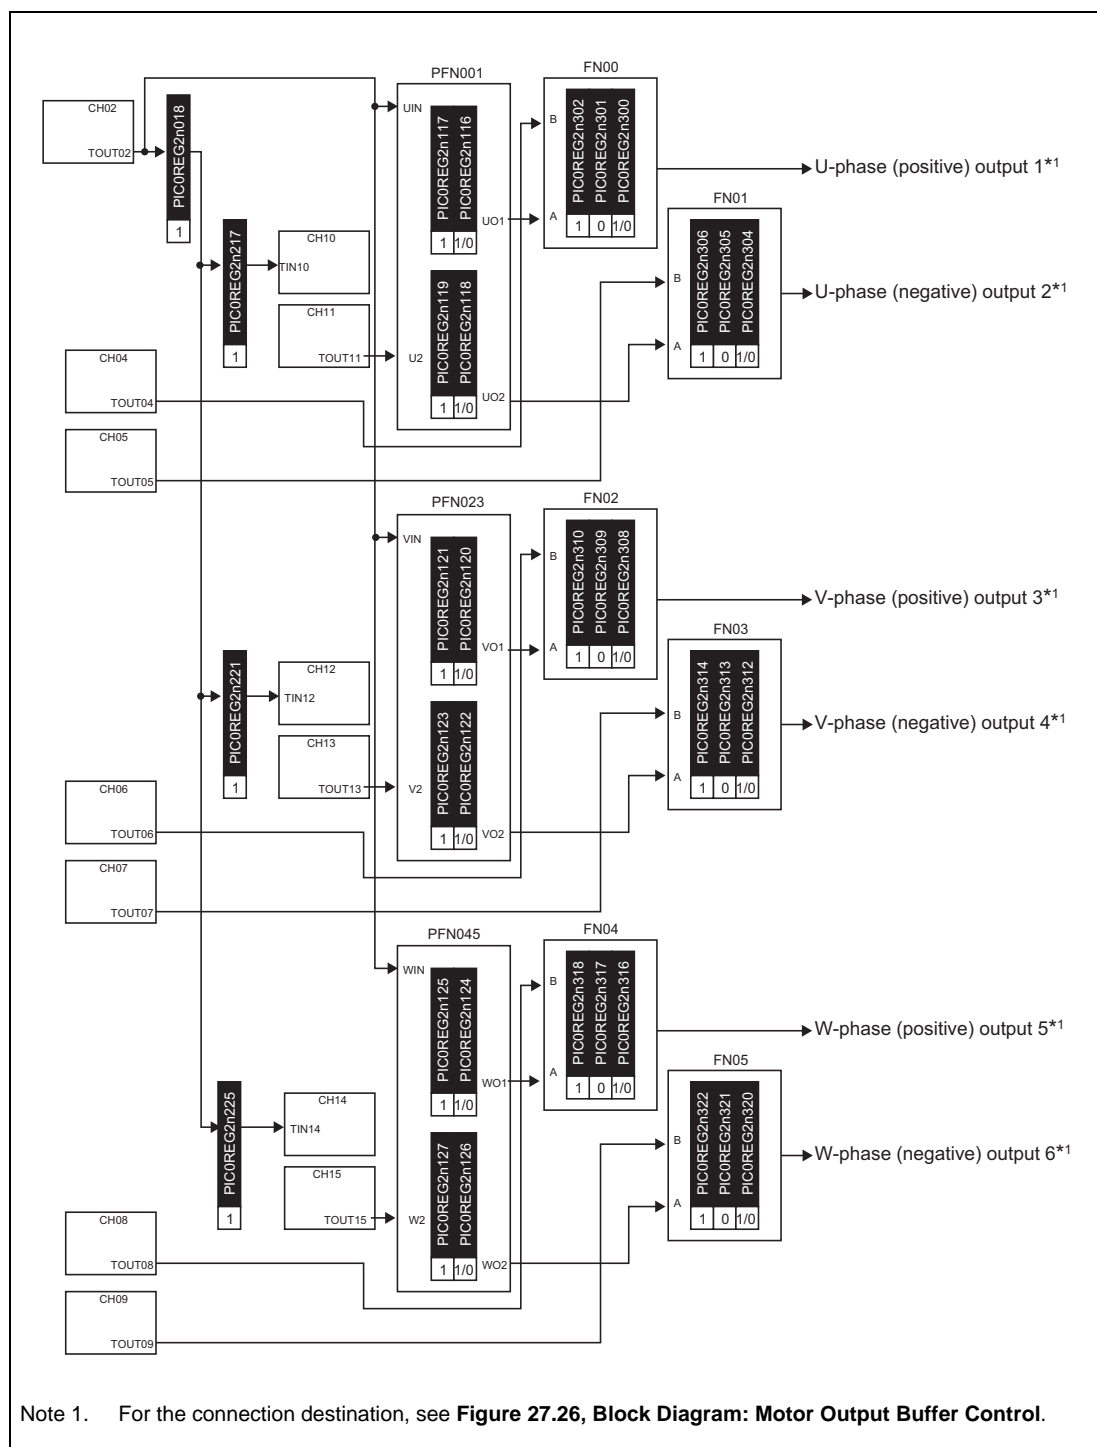 PFN001
FN00
CH02
TOUT02
PIC0REG2n018
1
UIN
PIC0REG2n117
PIC0REG2n116
1 1/0
UO1
B
A
PIC0REG2n302
PIC0REG2n301
PIC0REG2n300
1 0 1/0
U-phase (positive) output 1*1
FN01
PIC0REG2n217
1
CH10
TIN10
CH11
TOUT11
U2
PIC0REG2n119
PIC0REG2n118
1 1/0
UO2
B
A
PIC0REG2n306
PIC0REG2n305
PIC0REG2n304
1 0 1/0
U-phase (negative) output 2*1
CH04
TOUT04
CH05
TOUT05
PFN023
FN02
VIN
PIC0REG2n121
PIC0REG2n120
1 1/0
VO1
B
A
PIC0REG2n310
PIC0REG2n309
PIC0REG2n308
1 0 1/0
V-phase (positive) output 3*1
FN03
PIC0REG2n221
1
CH12
TIN12
CH13
TOUT13
V2
PIC0REG2n123
PIC0REG2n122
1 1/0
VO2
B
A
PIC0REG2n314
PIC0REG2n313
PIC0REG2n312
1 0 1/0
V-phase (negative) output 4*1
CH06
TOUT06
CH07
TOUT07
PFN045
FN04
WIN
PIC0REG2n125
PIC0REG2n124
1 1/0
WO1
B
A
PIC0REG2n318
PIC0REG2n317
PIC0REG2n316
1 0 1/0
W-phase (positive) output 5*1
FN05
PIC0REG2n225
1
CH14
TIN14
CH15
TOUT15
W2
PIC0REG2n127
PIC0REG2n126
1 1/0
WO2
B
A
PIC0REG2n322
PIC0REG2n321
PIC0REG2n320
1 0 1/0
W-phase (negative) output 6*1
CH08
TOUT08
CH09
TOUT09
Note 1. For the connection destination, see Figure 27.26, Block Diagram: Motor Output Buffer Control.